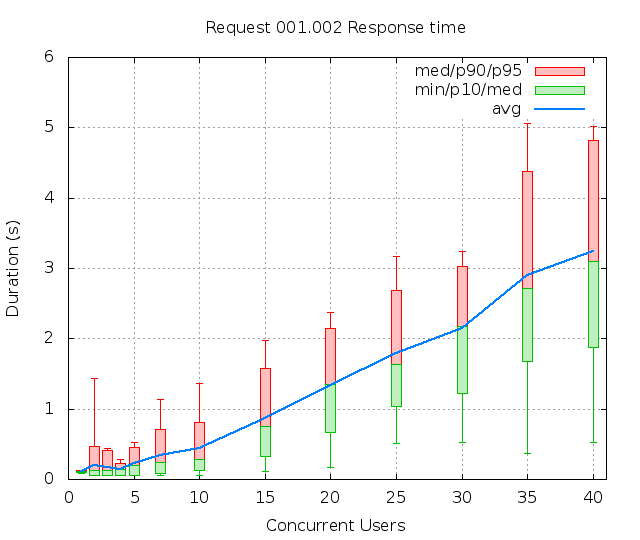 Request 001.002 Response time
med/p90/p95
min/p10/med
avg
6
5
4
3
2
1
0
Duration (s)
0 5 10 15 20 25 30 35 40
Concurrent Users